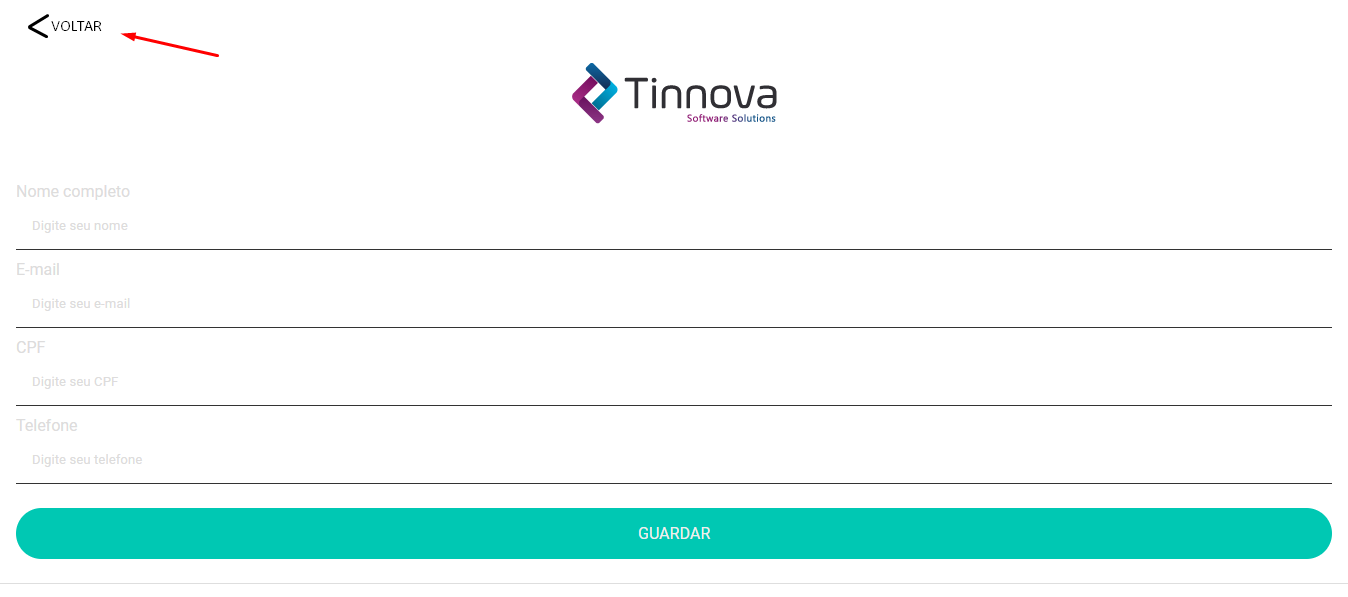 VOLTAR
Tinnova
Software Solutions
Nome completo
Digite seu nome
E-mail
Digite seu e-mail
CPF
Digite seu CPF
Telefone
Digite seu telefone
GUARDAR